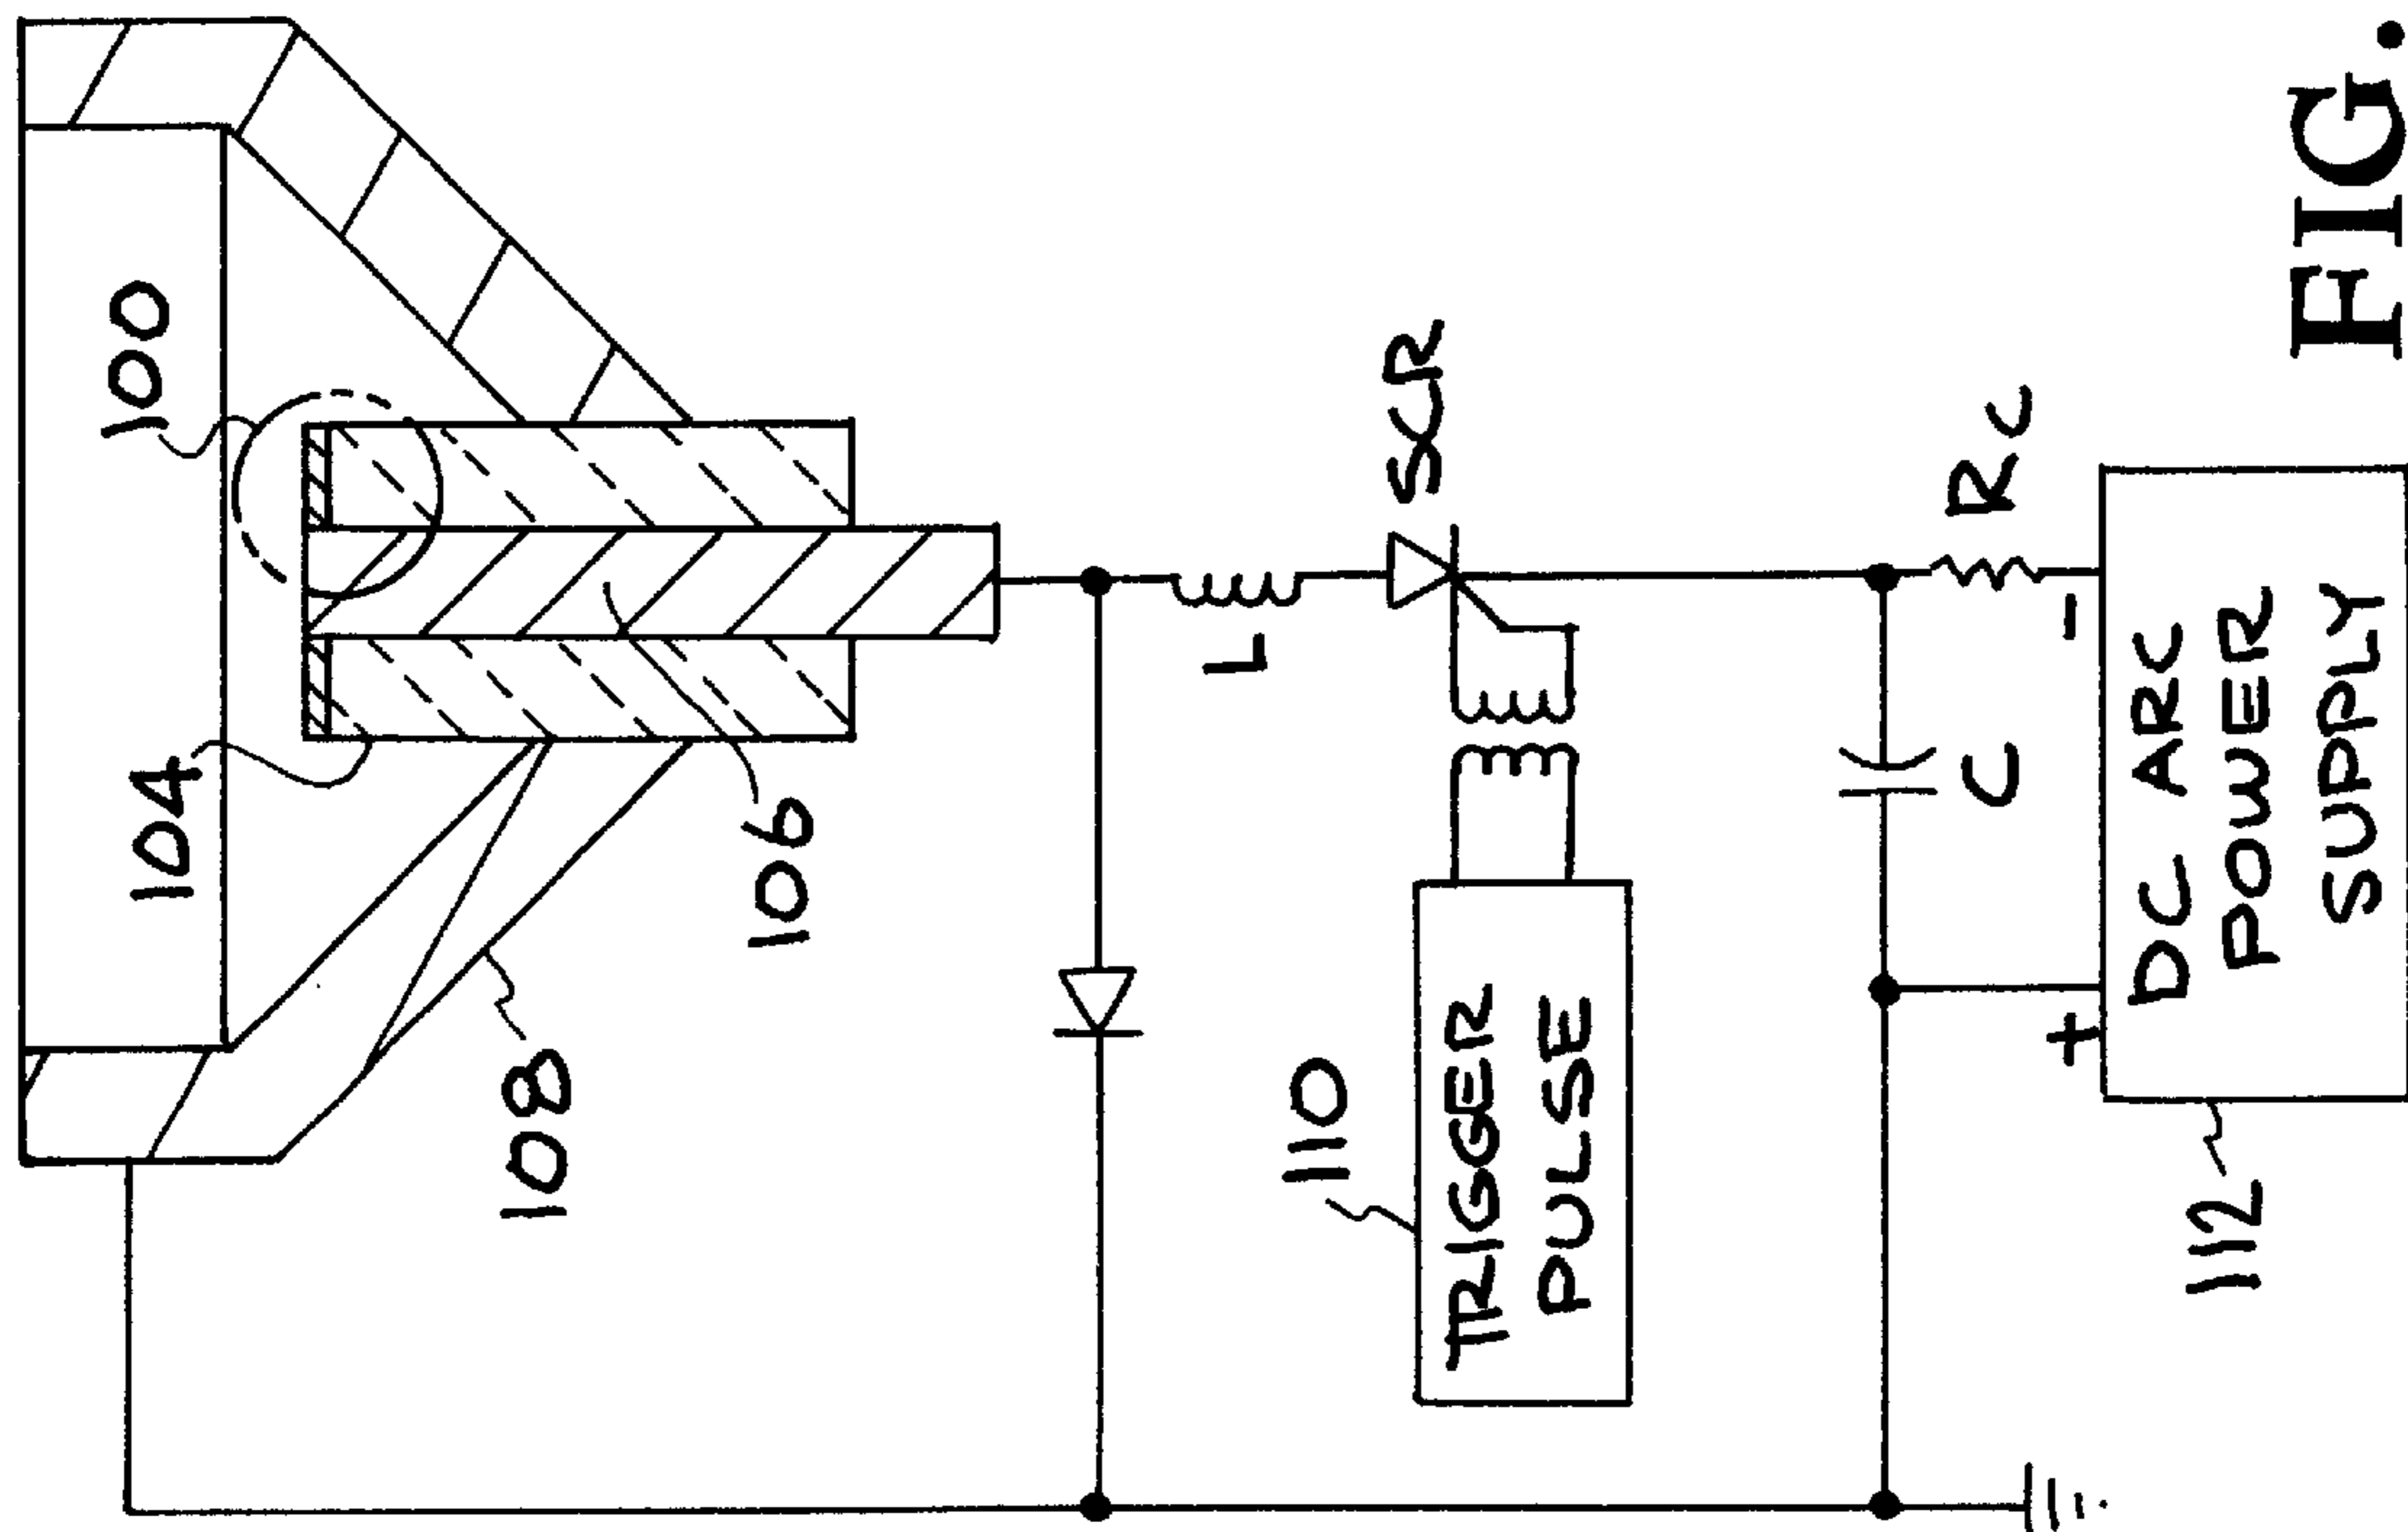 100
104
106
108
L
SCR
110
TRIGGER
PULSE
C
Rc
+
-
DC ARC
POWER
SUPPLY
112
FIG.